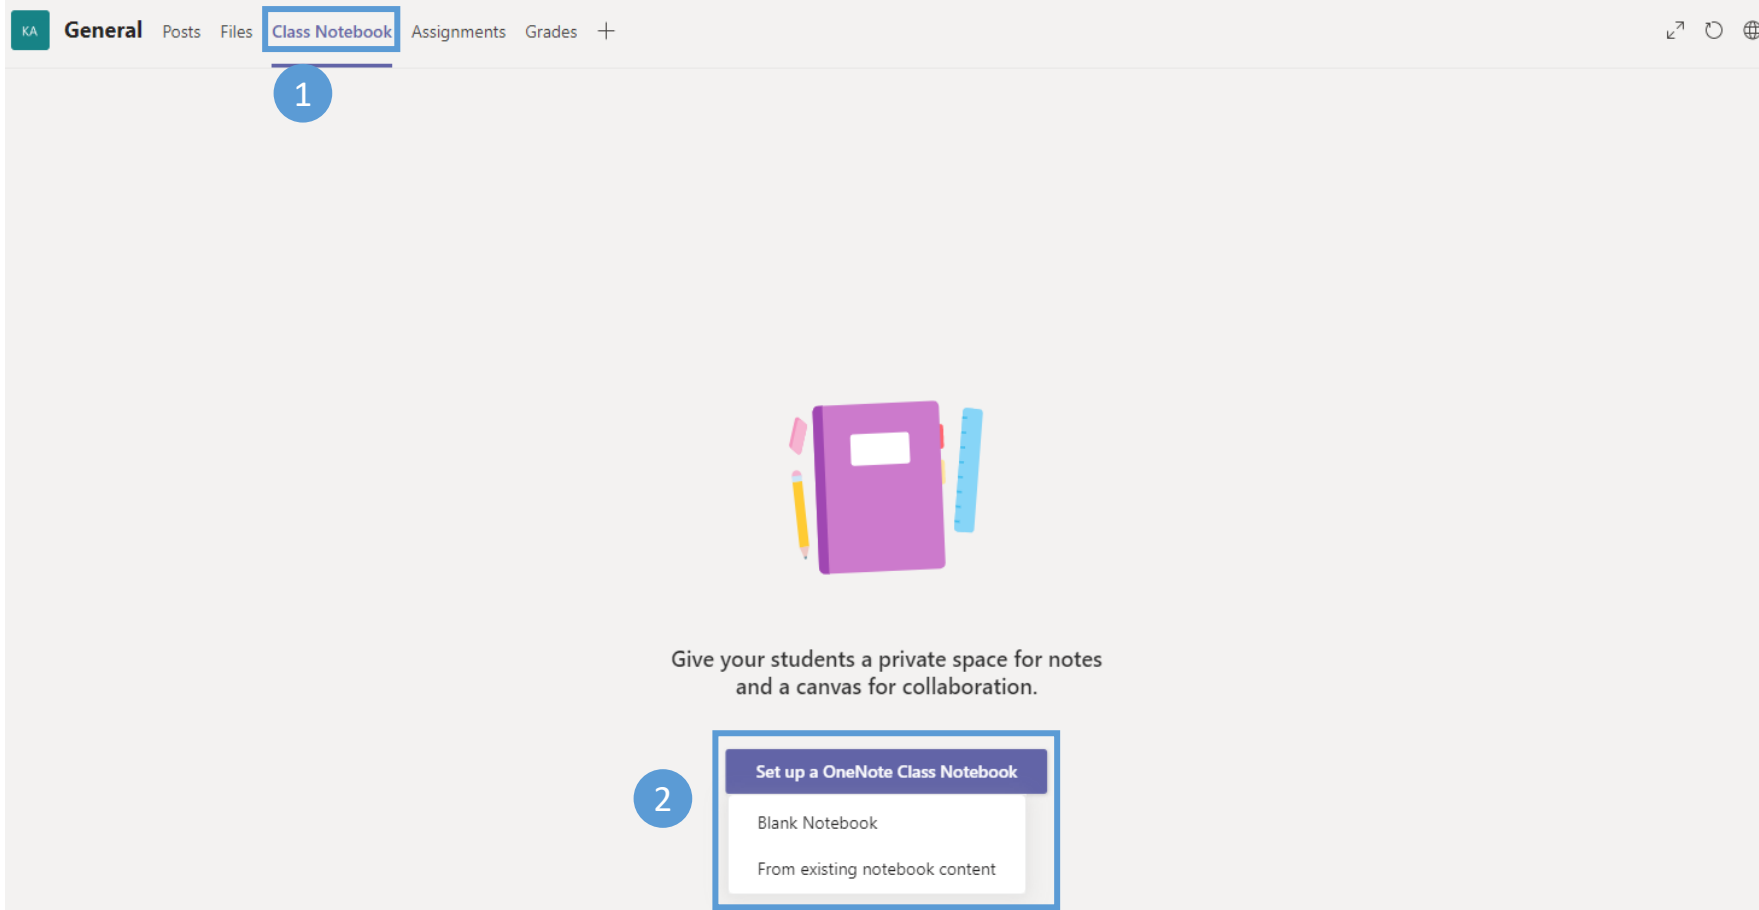 KA General Posts Files Class Notebook Assignments Grades
1
Give your students a private space for notes
and a canvas for collaboration.
Set up a OneNote Class Notebook
2
Blank Notebook
From existing notebook content